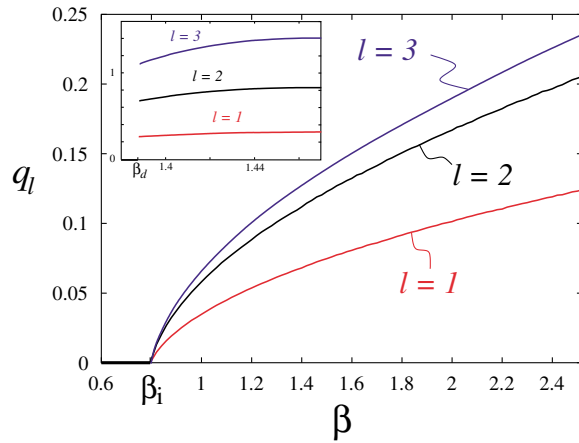 0.25
0.2
0.15
0.1
0.05
0
q_l
l = 3
l = 2
l = 1
1
0
l = 3
l = 2
l = 1
β_d 1.4 1.44
0.6 β_i 1 1.2 1.4 1.6 1.8 2 2.2 2.4
β